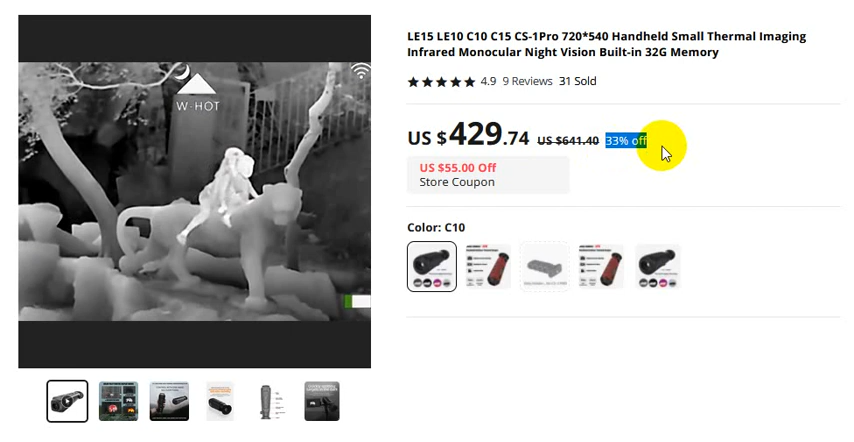 LE15 LE10 C10 C15 CS-1Pro 720*540 Handheld Small Thermal Imaging
Infrared Monocular Night Vision Built-in 32G Memory
4.9 9 Reviews 31 Sold
US $429.74 US $641.40 33% off
US $55.00 Off
Store Coupon
Color: C10
W-HOT